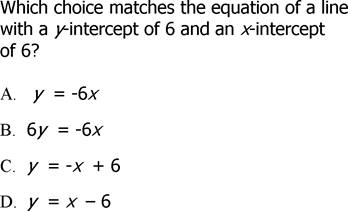 Which choice matches the equation of a line
with a y-intercept of 6 and an x-intercept
of 6?
A. y = -6x
B. 6y = -6x
C. y = -x + 6
D. y = x – 6